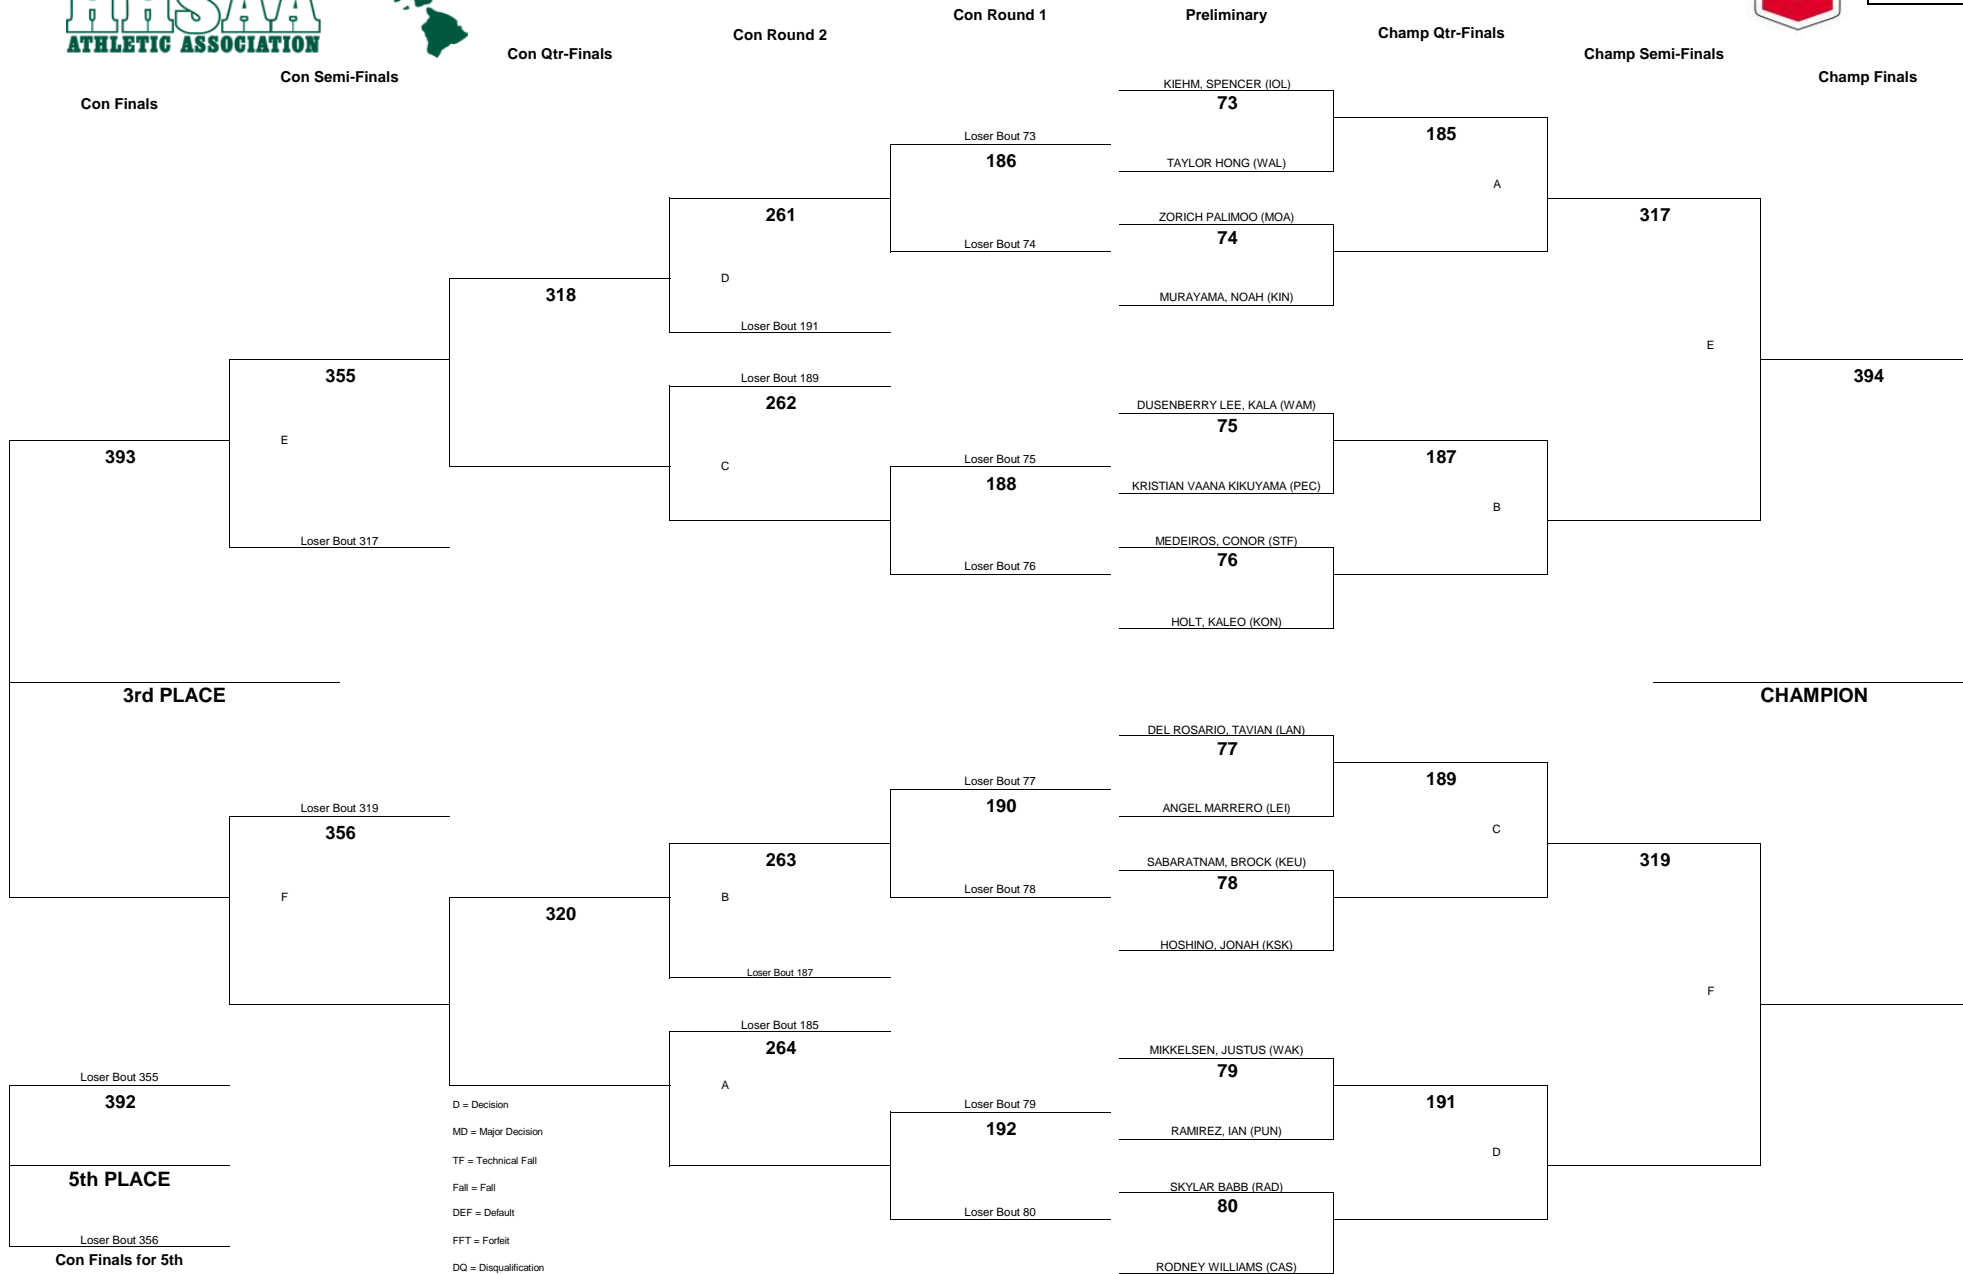 HHSAA
ATHLETIC ASSOCIATION
Con Finals
Con Semi-Finals
Con Qtr-Finals
Con Round 2
Con Round 1
Preliminary
Champ Qtr-Finals
Champ Semi-Finals
Champ Finals
KIEHM, SPENCER (IOL)
73
TAYLOR HONG (WAL)
ZORICH PALIMOO (MOA)
74
MURAYAMA, NOAH (KIN)
DUSENBERRY LEE, KALA (WAM)
75
KRISTIAN VAANA KIKUYAMA (PEC)
MEDEIROS, CONOR (STF)
76
HOLT, KALEO (KON)
DEL ROSARIO, TAVIAN (LAN)
77
ANGEL MARRERO (LEI)
SABARATNAM, BROCK (KEU)
78
HOSHINO, JONAH (KSK)
MIKKELSEN, JUSTUS (WAK)
79
RAMIREZ, IAN (PUN)
SKYLAR BABB (RAD)
80
RODNEY WILLIAMS (CAS)
185
A
187
B
189
C
191
D
317
E
319
F
394
CHAMPION
Loser Bout 73
186
Loser Bout 74
Loser Bout 75
188
Loser Bout 76
Loser Bout 77
190
Loser Bout 78
Loser Bout 79
192
Loser Bout 80
261
D
Loser Bout 191
Loser Bout 189
262
C
263
B
Loser Bout 187
Loser Bout 185
264
A
318
320
355
E
Loser Bout 317
Loser Bout 319
356
F
393
3rd PLACE
Loser Bout 355
392
5th PLACE
Loser Bout 356
Con Finals for 5th
D = Decision
MD = Major Decision
TF = Technical Fall
Fall = Fall
DEF = Default
FFT = Forfeit
DQ = Disqualification